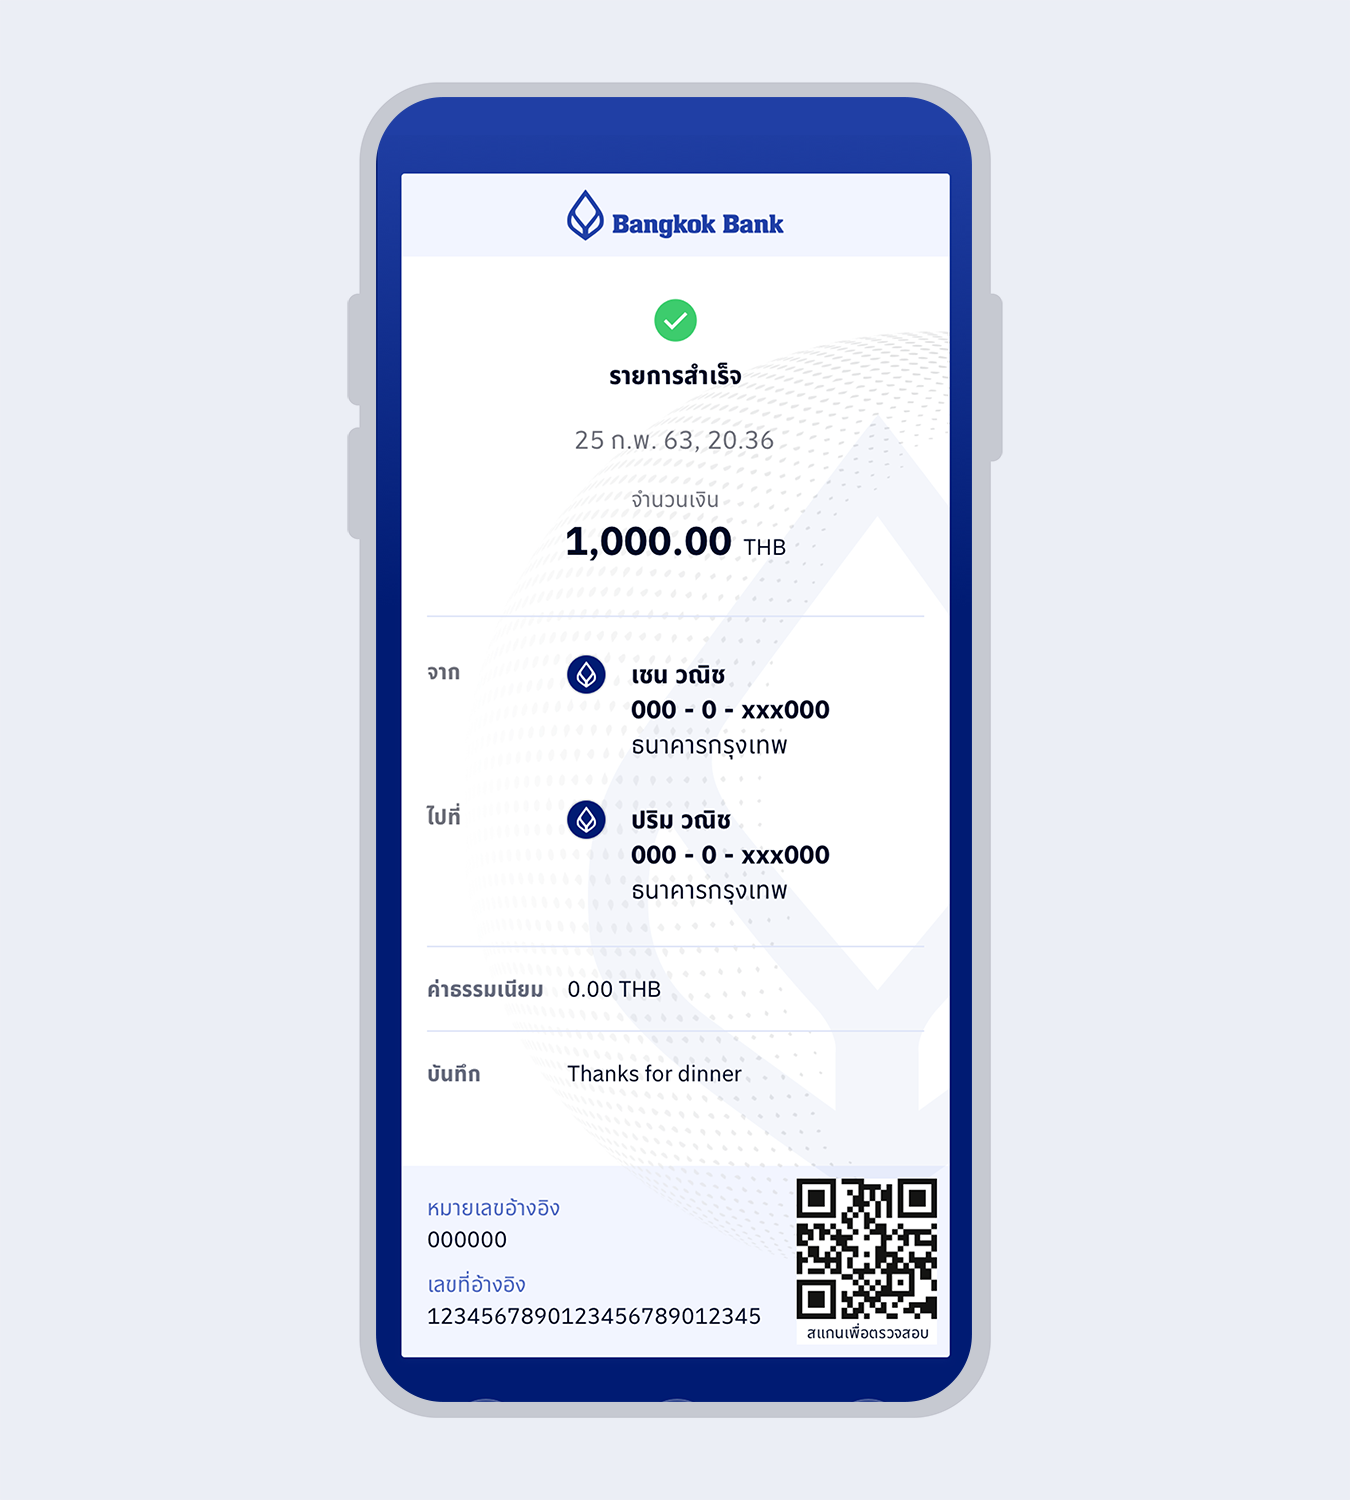 Bangkok Bank
รายการสำเร็จ
25 ก.พ. 63, 20.36
จำนวนเงิน
1,000.00 THB
จาก
เซน วณิช
000 - 0 - xxx000
ธนาคารกรุงเทพ
ไปที่
ปริม วณิช
000 - 0 - xxx000
ธนาคารกรุงเทพ
ค่าธรรมเนียม 0.00 THB
บันทึก Thanks for dinner
หมายเลขอ้างอิง
000000
เลขที่อ้างอิง
1234567890123456789012345
สแกนเพื่อตรวจสอบ